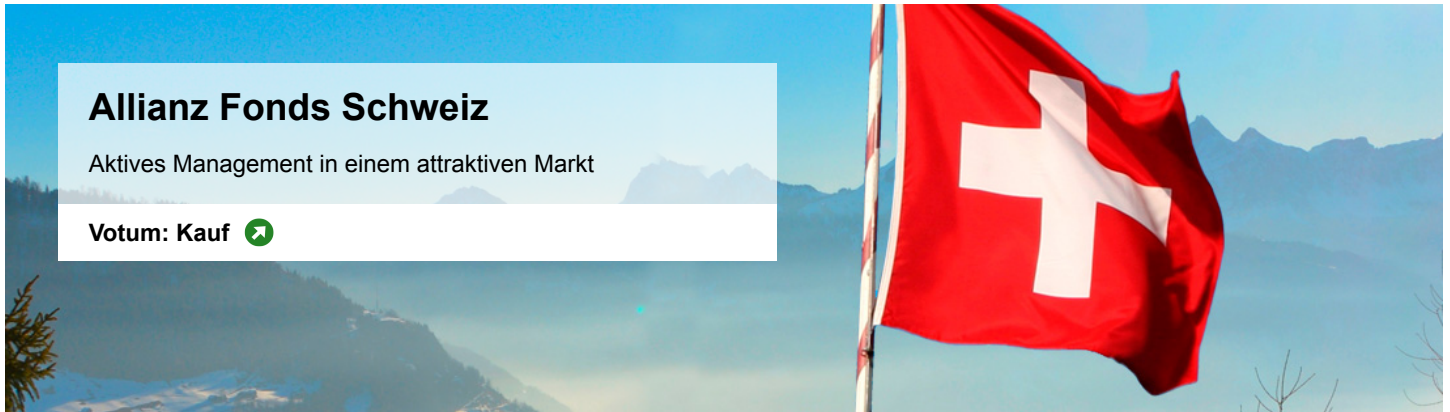 Allianz Fonds Schweiz
Aktives Management in einem attraktiven Markt
Votum: Kauf